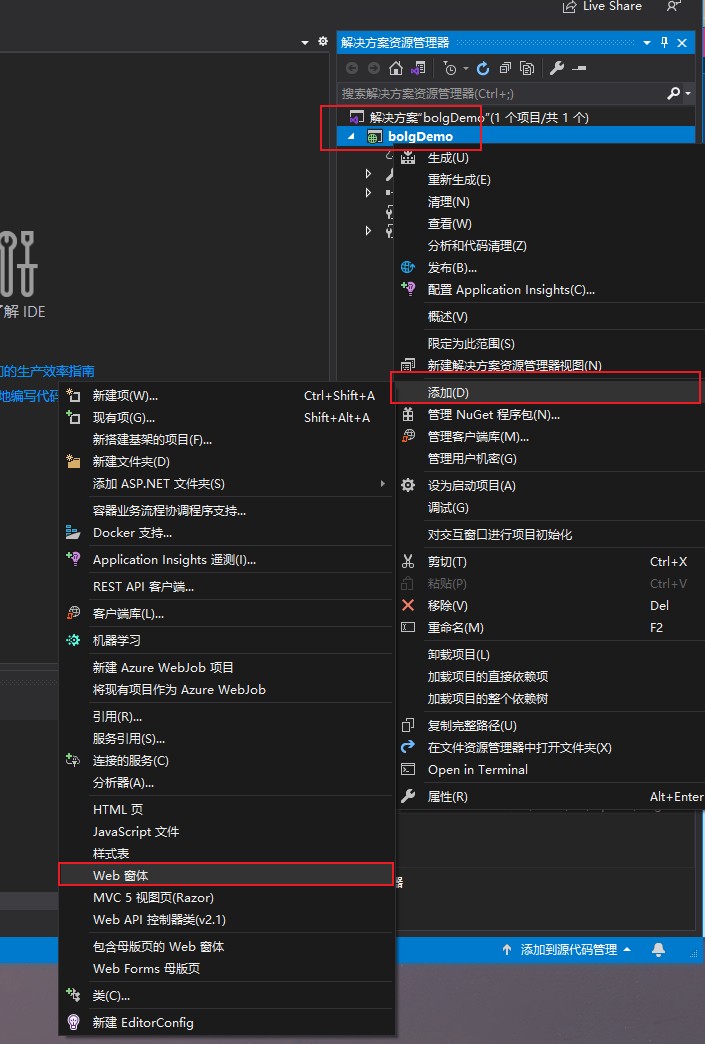 Live Share
解决方案资源管理器
搜索解决方案资源管理器(Ctrl+;)
解决方案"bolgDemo"(1 个项目/共 1 个)
bolgDemo
生成(U)
重新生成(E)
清理(N)
查看(W)
分析和代码清理(Z)
发布(B)...
配置 Application Insights(C)...
概述(V)
限定为此范围(S)
新建解决方案资源管理器视图(N)
添加(D)
管理 NuGet 程序包(N)...
管理客户端库(M)...
管理用户机密(G)
设为启动项目(A)
调试(G)
对交互窗口进行项目初始化
剪切(T) Ctrl+X
粘贴(P) Ctrl+V
移除(V) Del
重命名(M) F2
卸载项目(L)
加载项目的直接依赖项
加载项目的整个依赖树
复制完整路径(U)
在文件资源管理器中打开文件夹(X)
Open in Terminal
属性(R) Alt+Enter
了解 IDE
们的生产效率指南
地编写代码
新建项(W)... Ctrl+Shift+A
现有项(G)... Shift+Alt+A
新搭建基架的项目(F)...
新建文件夹(D)
添加 ASP.NET 文件夹(S)
容器业务流程协调程序支持...
Docker 支持...
Application Insights 遥测(I)...
REST API 客户端...
客户端库(L)...
机器学习
新建 Azure WebJob 项目
将现有项目作为 Azure WebJob
引用(R)...
服务引用(S)...
连接的服务(C)
分析器(A)...
HTML 页
JavaScript 文件
样式表
Web 窗体
MVC 5 视图页(Razor)
Web API 控制器类(v2.1)
包含母版页的 Web 窗体
Web Forms 母版页
类(C)...
新建 EditorConfig
器
添加到源代码管理